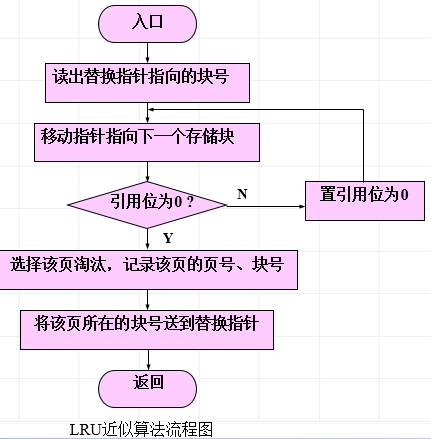 入口
读出替换指针指向的块号
移动指针指向下一个存储块
引用位为0 ?
N
置引用位为0
Y
选择该页淘汰，记录该页的页号、块号
将该页所在的块号送到替换指针
返回
LRU近似算法流程图